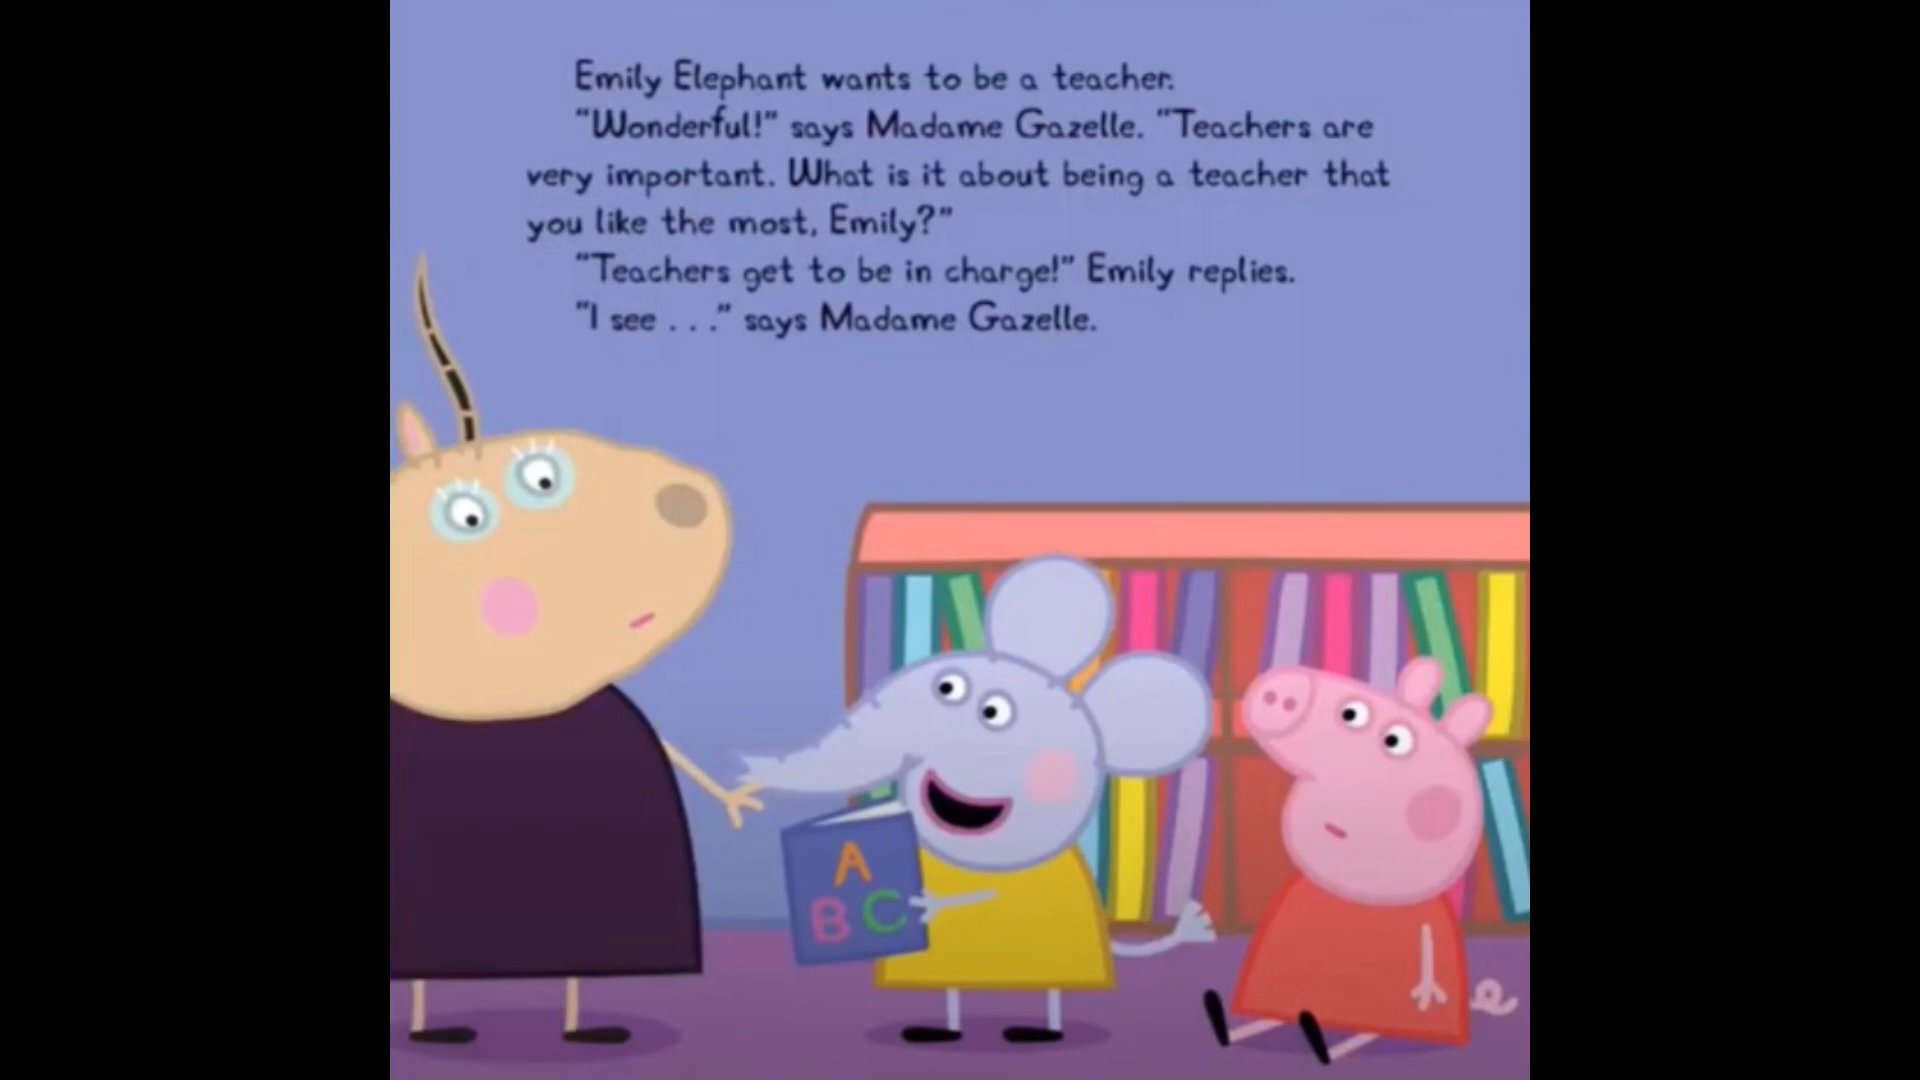 Emily Elephant wants to be a teacher.
“Wonderful!” says Madame Gazelle. “Teachers are
very important. What is it about being a teacher that
you like the most, Emily?”
“Teachers get to be in charge!” Emily replies.
“I see . . .” says Madame Gazelle.
A
B C